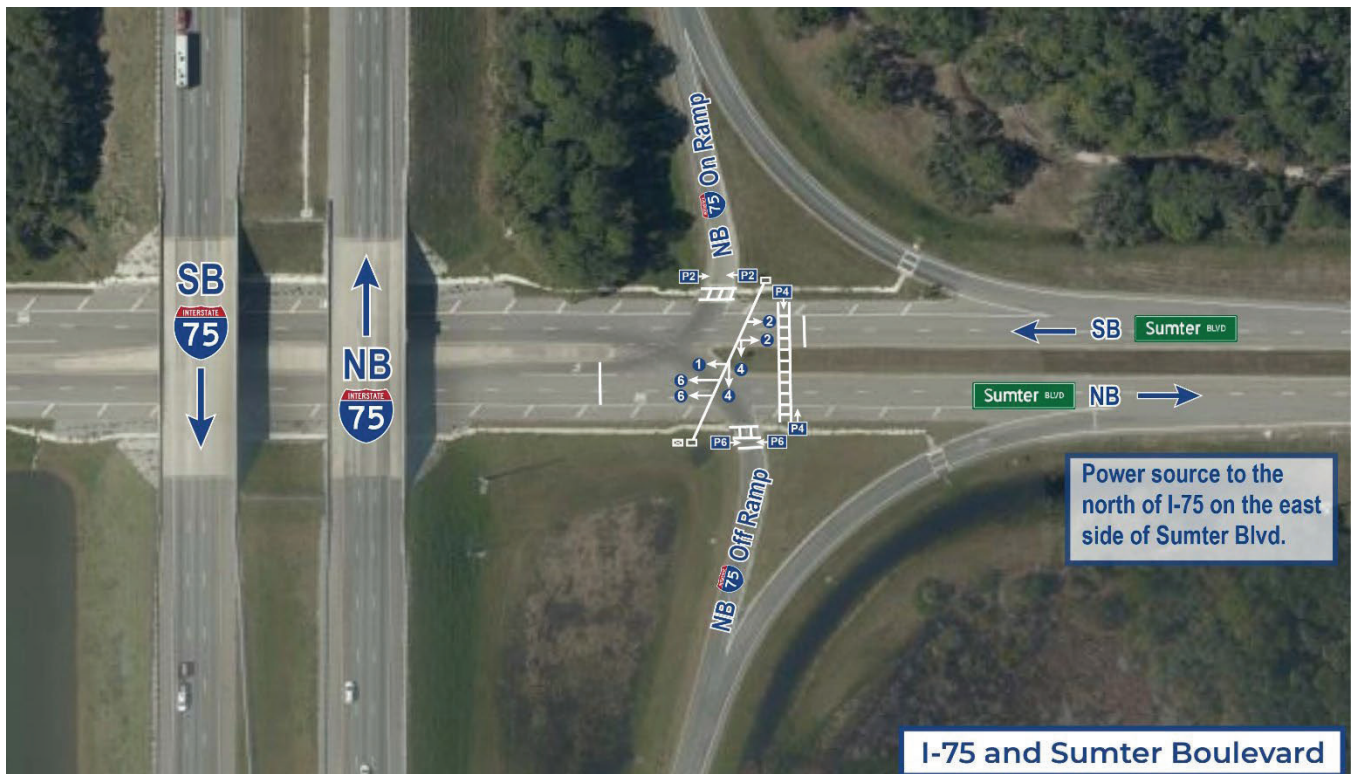 NB INTERSTATE 75 On Ramp
SB
INTERSTATE
75
NB
INTERSTATE
75
P2
P2
P4
2
2
1
4
6
4
6
P6
P6
P4
SB
Sumter BLVD
Sumter BLVD
NB
NB INTERSTATE 75 Off Ramp
Power source to the
north of I-75 on the east
side of Sumter Blvd.
I-75 and Sumter Boulevard